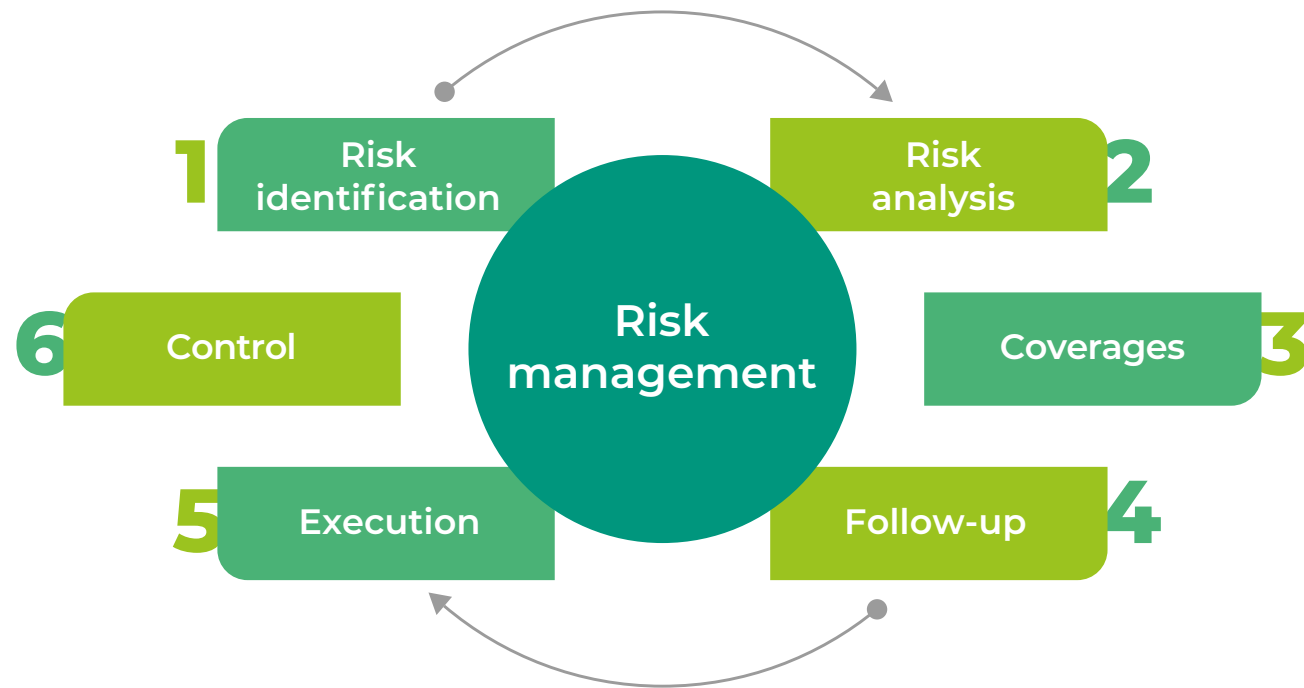 1
Risk
identification
Risk
analysis
2
6
Control
Risk
management
Coverages
3
5
Execution
Follow-up
4